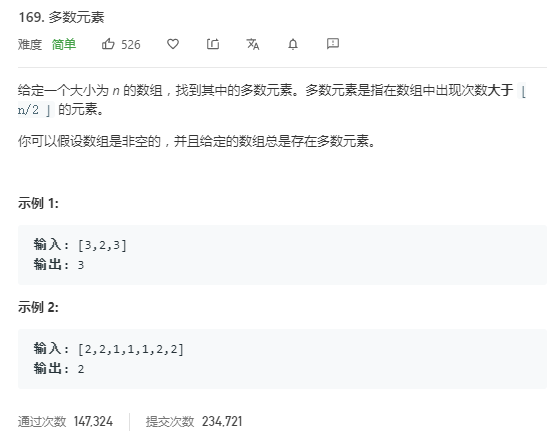 169. 多数元素
难度 简单 526
给定一个大小为 n 的数组，找到其中的多数元素。多数元素是指在数组中出现次数大于 ⌊
n/2 ⌋ 的元素。
你可以假设数组是非空的，并且给定的数组总是存在多数元素。
示例 1:
输入: [3,2,3]
输出: 3
示例 2:
输入: [2,2,1,1,1,2,2]
输出: 2
通过次数 147,324 提交次数 234,721